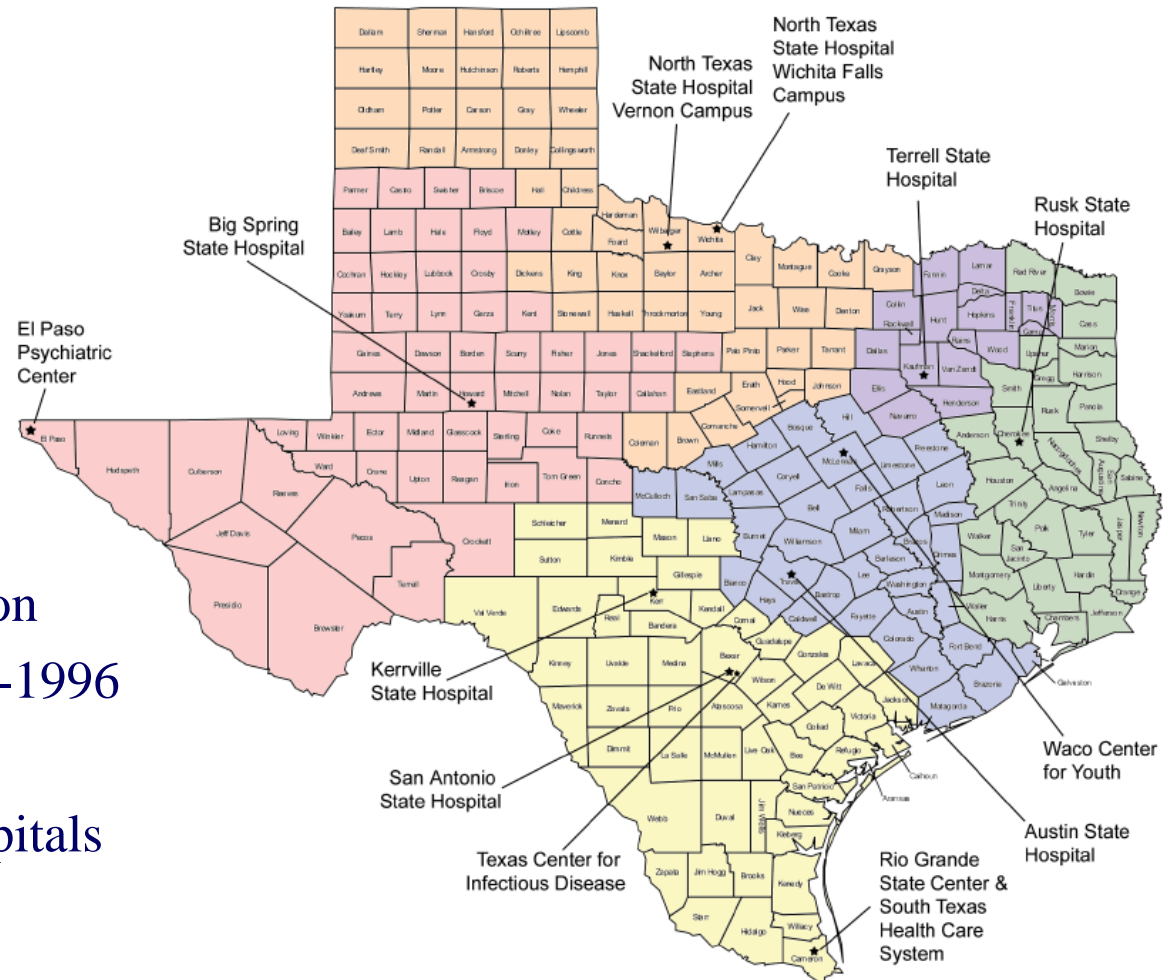 North Texas
State Hospital
Wichita Falls
Campus
North Texas
State Hospital
Vernon Campus
Terrell State
Hospital
Rusk State
Hospital
Big Spring
State Hospital
El Paso
Psychiatric
Center
on
-1996
pitals
Kerrville
State Hospital
San Antonio
State Hospital
Texas Center for
Infectious Disease
Waco Center
for Youth
Austin State
Hospital
Rio Grande
State Center &
South Texas
Health Care
System
Dallam Sherman Hansford Ochiltree Lipscomb
Hartley Moore Hutchinson Roberts Hemphill
Oldham Potter Carson Gray Wheeler
Deaf Smith Randall Armstrong Donley Collingsworth
Parmer Castro Swisher Briscoe Hall Childress
Hardeman
Bailey Lamb Hale Floyd Motley Cottle Foard Wilbarger Wichita
Cochran Hockley Lubbock Crosby Dickens King Knox Baylor Archer Clay Montague Cooke Grayson Fannin Lamar Red River Bowie
Yoakum Terry Lynn Garza Kent Stonewall Haskell Throckmorton Young Jack Wise Denton Collin Rockwell Hunt Delta Hopkins Franklin Titus Morris Camp Cass
Gaines Dawson Borden Scurry Fisher Jones Shackelford Stephens Palo Pinto Parker Tarrant Dallas Kaufman Van Zandt Rains Wood Upshur Marion
Andrews Martin Howard Mitchell Nolan Taylor Callahan Eastland Erath Hood Somervell Johnson Ellis Henderson Smith Gregg Harrison
El Paso Hudspeth Culberson Loving Winkler Ector Midland Glasscock Sterling Coke Runnels Coleman Brown Comanche Hamilton Bosque Hill Navarro Anderson Cherokee Rusk Panola
Reeves Ward Crane Upton Reagan Irion Tom Green Concho McCulloch San Saba Mills Lampasas Coryell McLennan Limestone Freestone Leon Houston Nacogdoches San Augustine Shelby Sabine
Jeff Davis Pecos Crockett Schleicher Menard Mason Llano Burnet Bell Falls Robertson Madison Trinity Angelina Polk Tyler Jasper Newton
Presidio Brewster Terrell Sutton Kimble Gillespie Blanco Williamson Milam Brazos Grimes Walker San Jacinto Hardin
Val Verde Edwards Real Kerr Kendall Hays Travis Bastrop Lee Burleson Washington Montgomery Liberty Orange
Bandera Comal Caldwell Fayette Austin Waller Harris Chambers Jefferson
Kinney Uvalde Medina Bexar Guadalupe Gonzales Lavaca Colorado Fort Bend Galveston
Maverick Zavala Frio Atascosa Wilson Karnes De Witt Jackson Wharton Brazoria
Dimmit La Salle McMullen Live Oak Bee Goliad Victoria Matagorda
Refugio Calhoun
San Patricio Aransas
Webb Duval Jim Wells Nueces
Kleberg
Zapata Jim Hogg Brooks Kenedy
Starr Hidalgo Willacy
Cameron